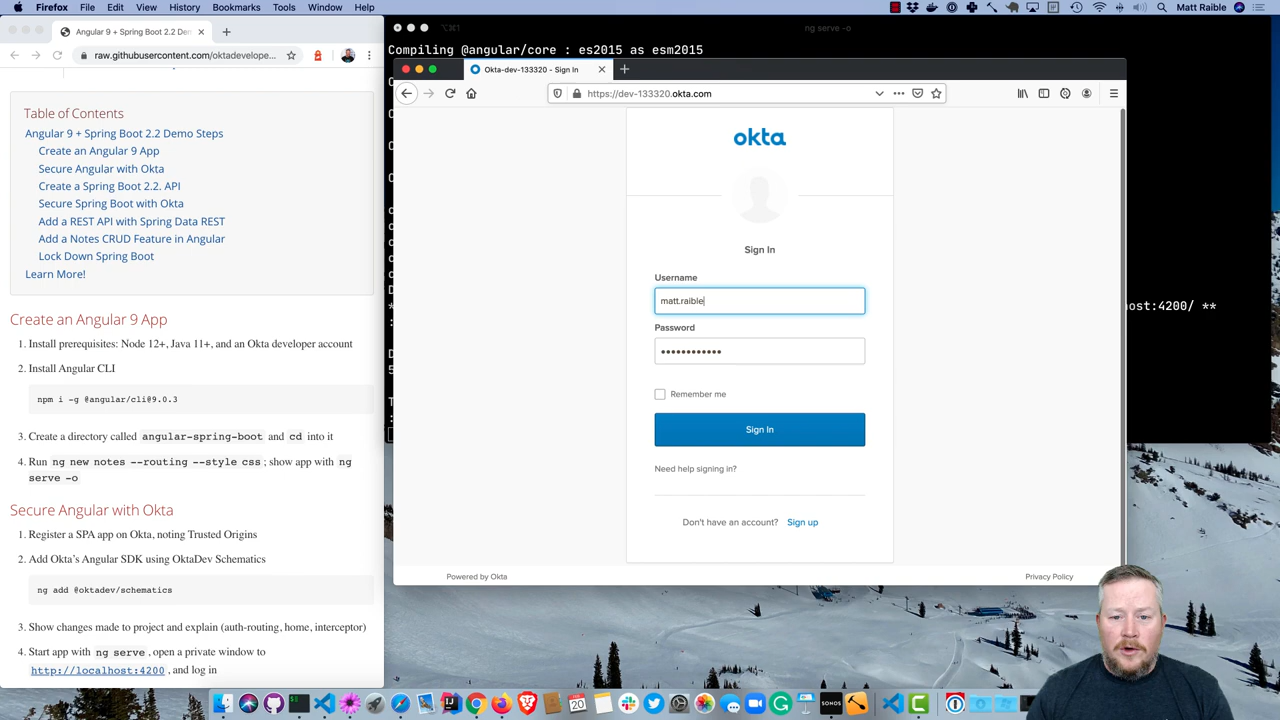 Firefox File Edit View History Bookmarks Tools Window Help Matt Raible
Angular 9 + Spring Boot 2.2 Dem
raw.githubusercontent.com/oktadevelope...
Table of Contents
Angular 9 + Spring Boot 2.2 Demo Steps
Create an Angular 9 App
Secure Angular with Okta
Create a Spring Boot 2.2. API
Secure Spring Boot with Okta
Add a REST API with Spring Data REST
Add a Notes CRUD Feature in Angular
Lock Down Spring Boot
Learn More!
Create an Angular 9 App
1. Install prerequisites: Node 12+, Java 11+, and an Okta developer account
2. Install Angular CLI
npm i -g @angular/cli@9.0.3
3. Create a directory called angular-spring-boot and cd into it
4. Run ng new notes --routing --style css; show app with ng
serve -o
Secure Angular with Okta
1. Register a SPA app on Okta, noting Trusted Origins
2. Add Okta's Angular SDK using OktaDev Schematics
ng add @oktadev/schematics
3. Show changes made to project and explain (auth-routing, home, interceptor)
4. Start app with ng serve, open a private window to
http://localhost:4200, and log in
⌥⌘1 ng serve -o
Compiling @angular/core : es2015 as esm2015
ost:4200/ **
Okta-dev-133320 - Sign In
https://dev-133320.okta.com
okta
Sign In
Username
matt.raible
Password
••••••••••••
Remember me
Sign In
Need help signing in?
Don't have an account? Sign up
Powered by Okta Privacy Policy
FEB
20
SONOS